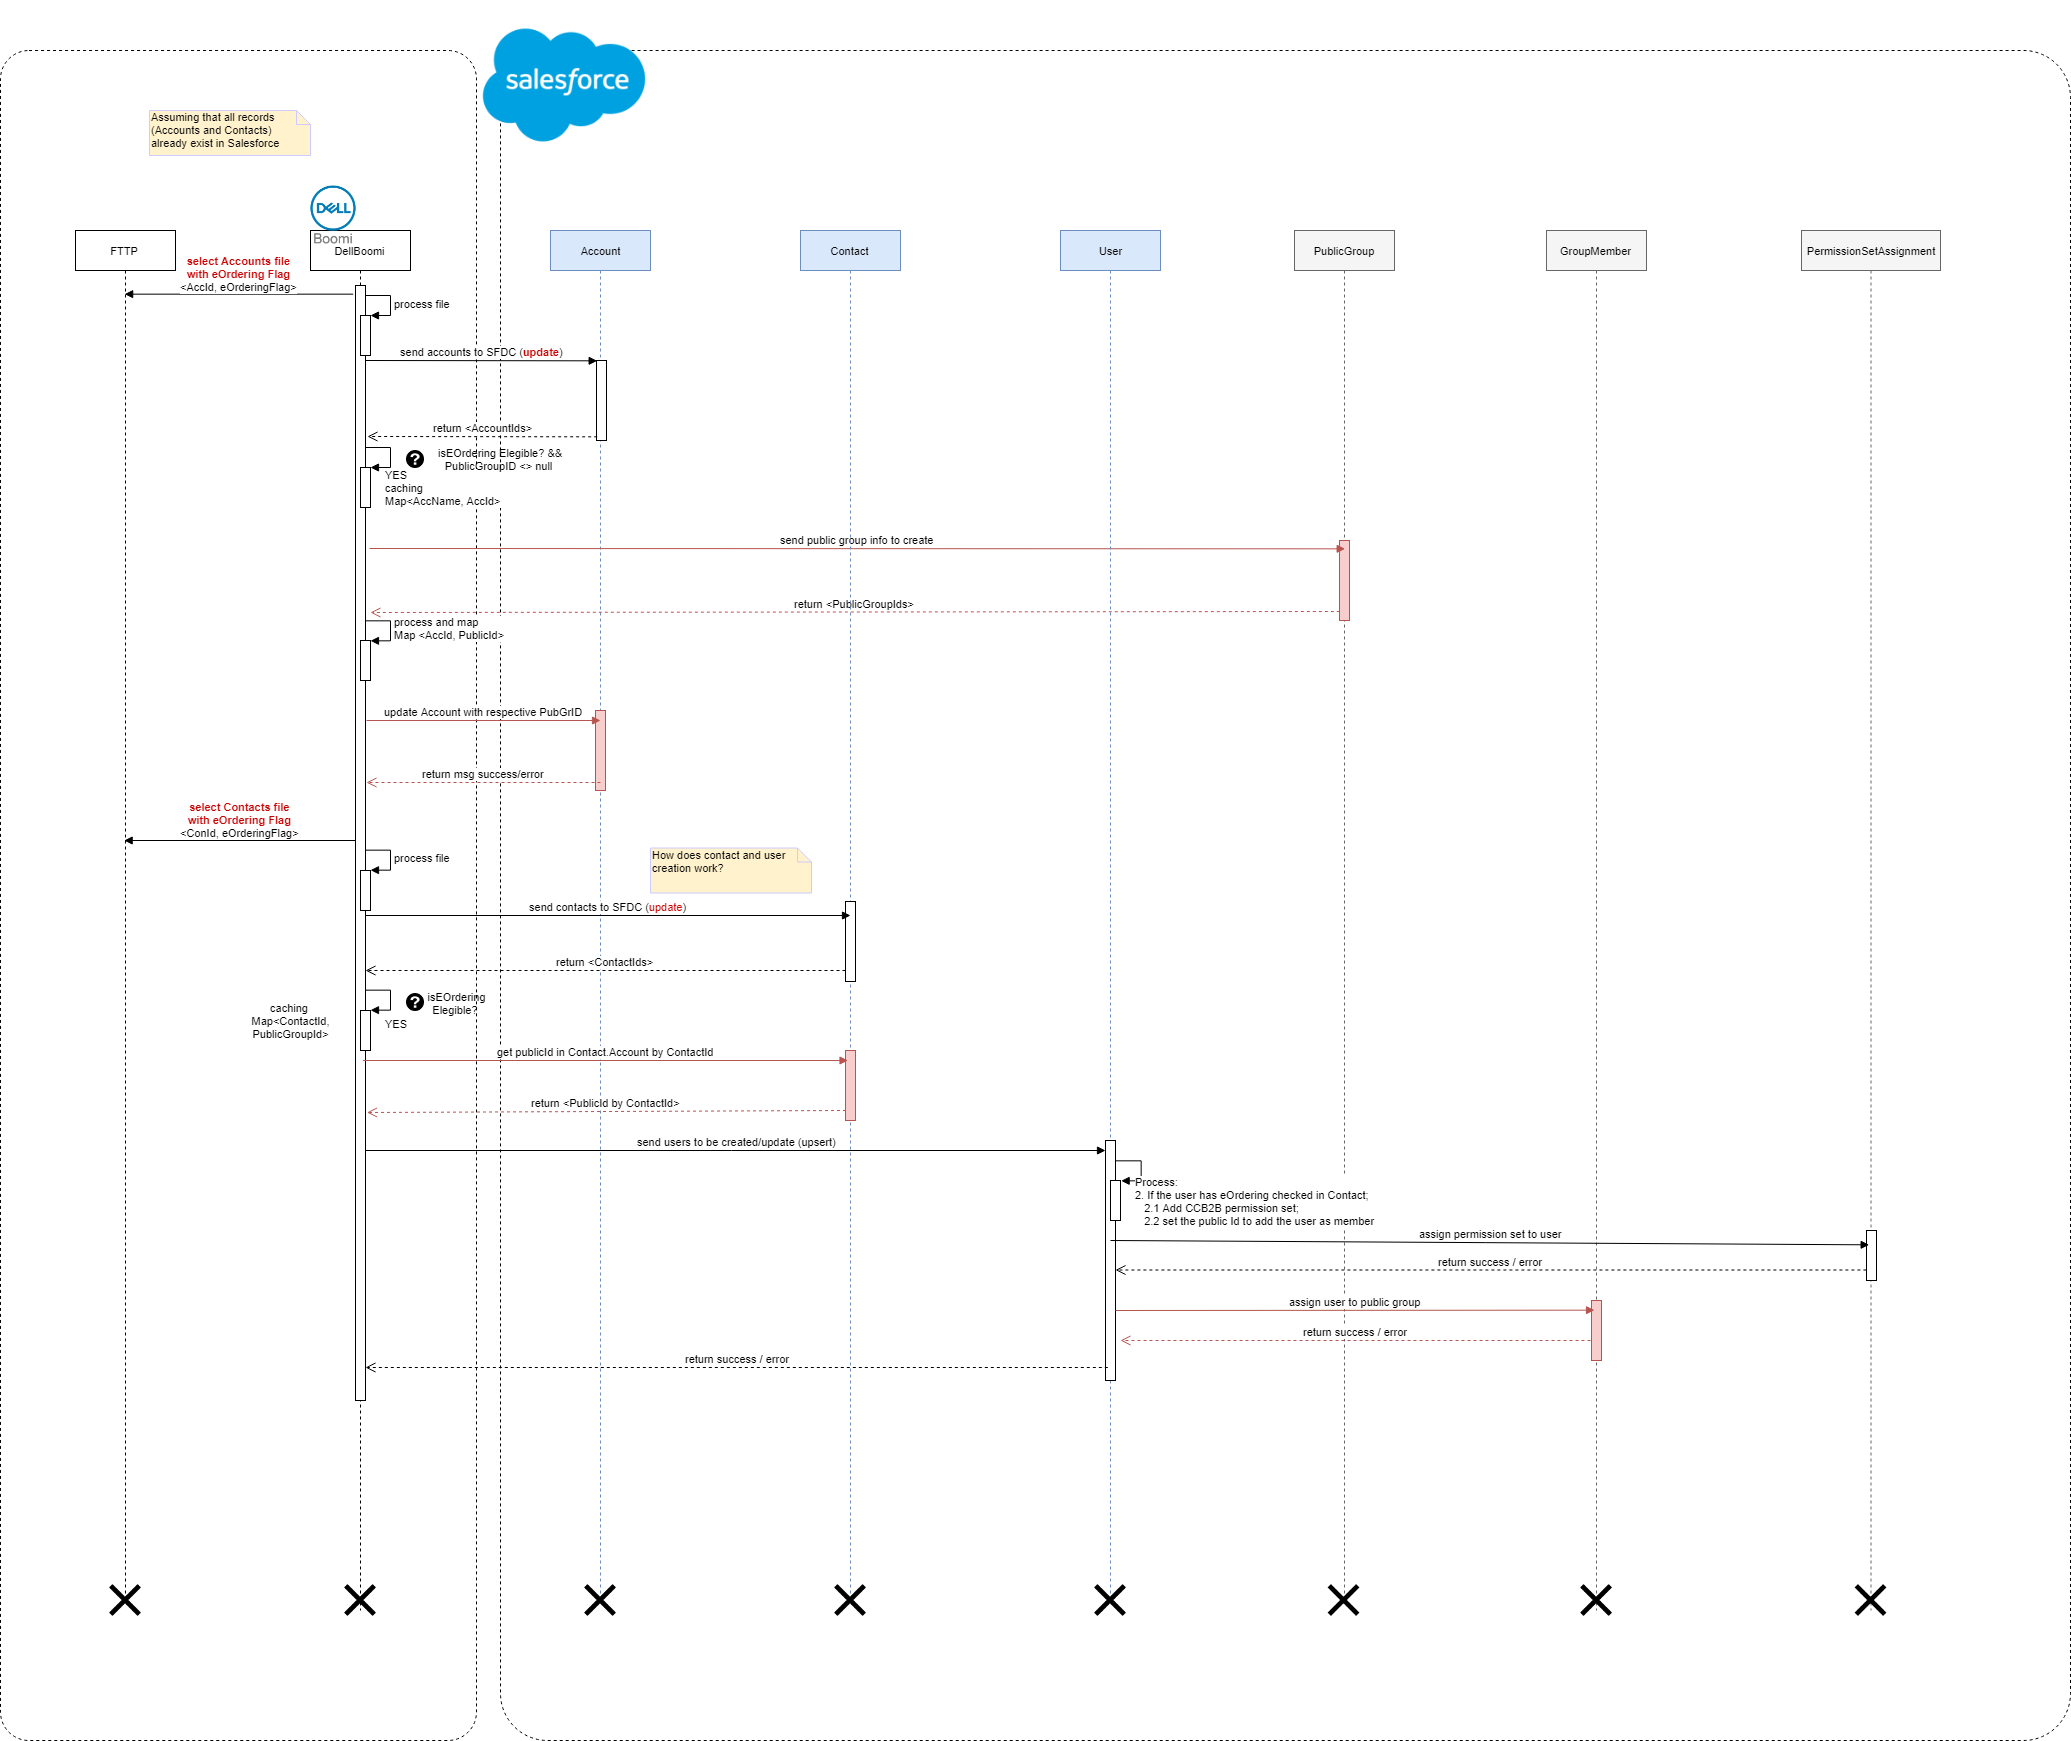 salesforce
Assuming that all records
(Accounts and Contacts)
already exist in Salesforce
DELL
Boomi
FTTP
DellBoomi
Account
Contact
User
PublicGroup
GroupMember
PermissionSetAssignment
select Accounts file
with eOrdering Flag
<AccId, eOrderingFlag>
process file
send accounts to SFDC (update)
return <AccountIds>
?
isEOrdering Elegible? &&
PublicGroupID <> null
YES
caching
Map<AccName, AccId>
send public group info to create
return <PublicGroupIds>
process and map
Map <AccId, PublicId>
update Account with respective PubGrID
return msg success/error
select Contacts file
with eOrdering Flag
<ConId, eOrderingFlag>
process file
How does contact and user
creation work?
send contacts to SFDC (update)
return <ContactIds>
?
isEOrdering
Elegible?
YES
caching
Map<ContactId,
PublicGroupId>
get publicId in Contact.Account by ContactId
return <PublicId by ContactId>
send users to be created/update (upsert)
Process:
2. If the user has eOrdering checked in Contact;
2.1 Add CCB2B permission set;
2.2 set the public Id to add the user as member
assign permission set to user
return success / error
assign user to public group
return success / error
return success / error